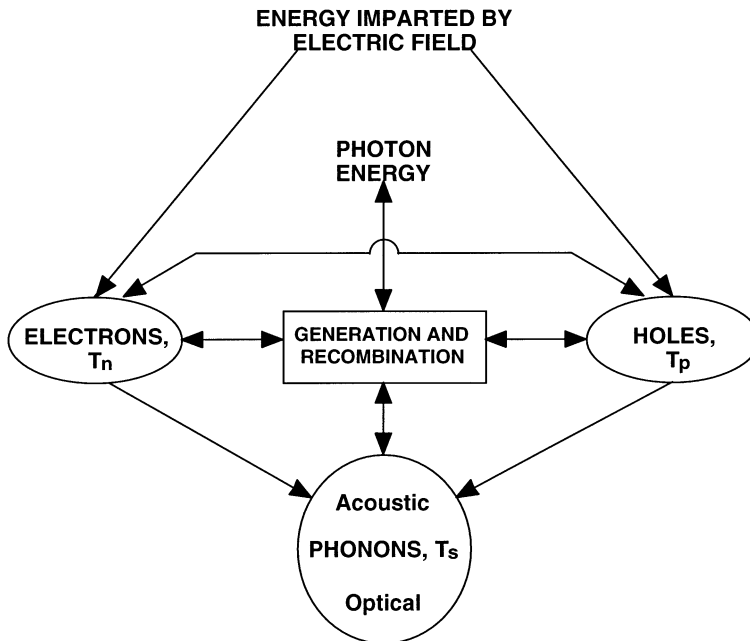 ENERGY IMPARTED BY
ELECTRIC FIELD
PHOTON
ENERGY
ELECTRONS,
Tn
GENERATION AND
RECOMBINATION
HOLES,
Tp
Acoustic
PHONONS, Ts
Optical